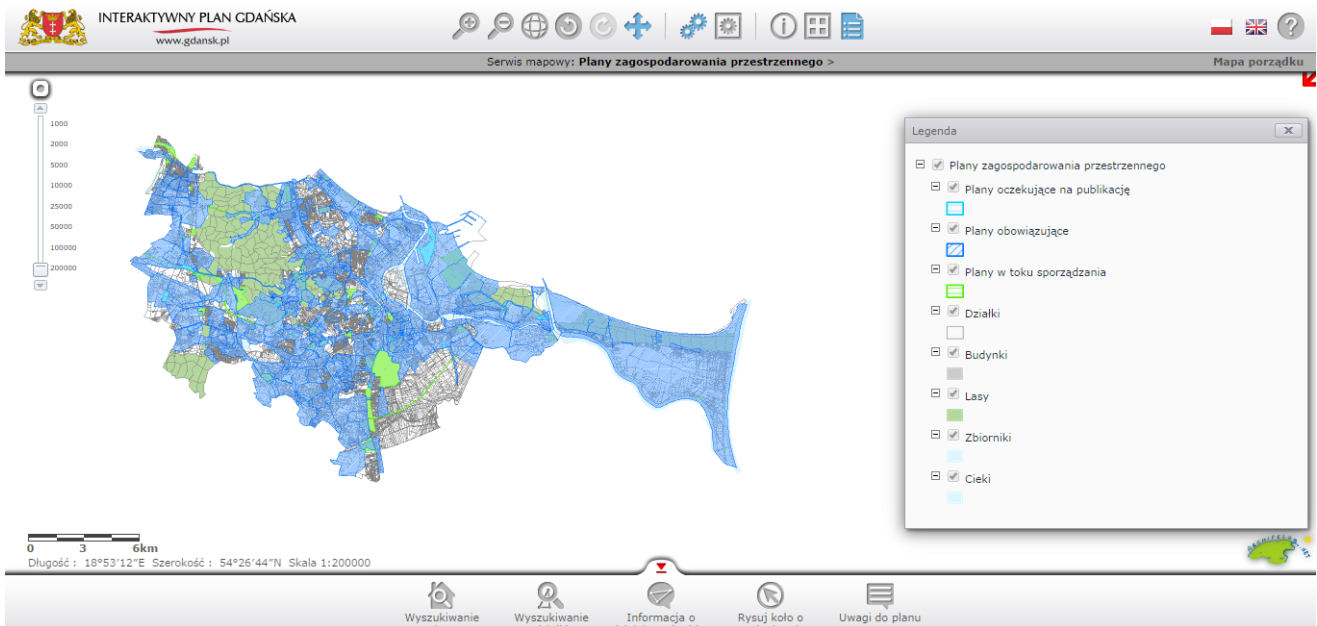 INTERAKTYWNY PLAN GDAŃSKA
www.gdansk.pl
Serwis mapowy: Plany zagospodarowania przestrzennego >
Mapa porządku
1000
2000
5000
10000
25000
50000
100000
200000
Legenda
Plany zagospodarowania przestrzennego
Plany oczekujące na publikację
Plany obowiązujące
Plany w toku sporządzania
Działki
Budynki
Lasy
Zbiorniki
Cieki
0 3 6km
Długość : 18°53'12"E Szerokość : 54°26'44"N Skala 1:200000
ARCHIPELAG.NET
Wyszukiwanie
Wyszukiwanie
Informacja o
Rysuj koło o
Uwagi do planu